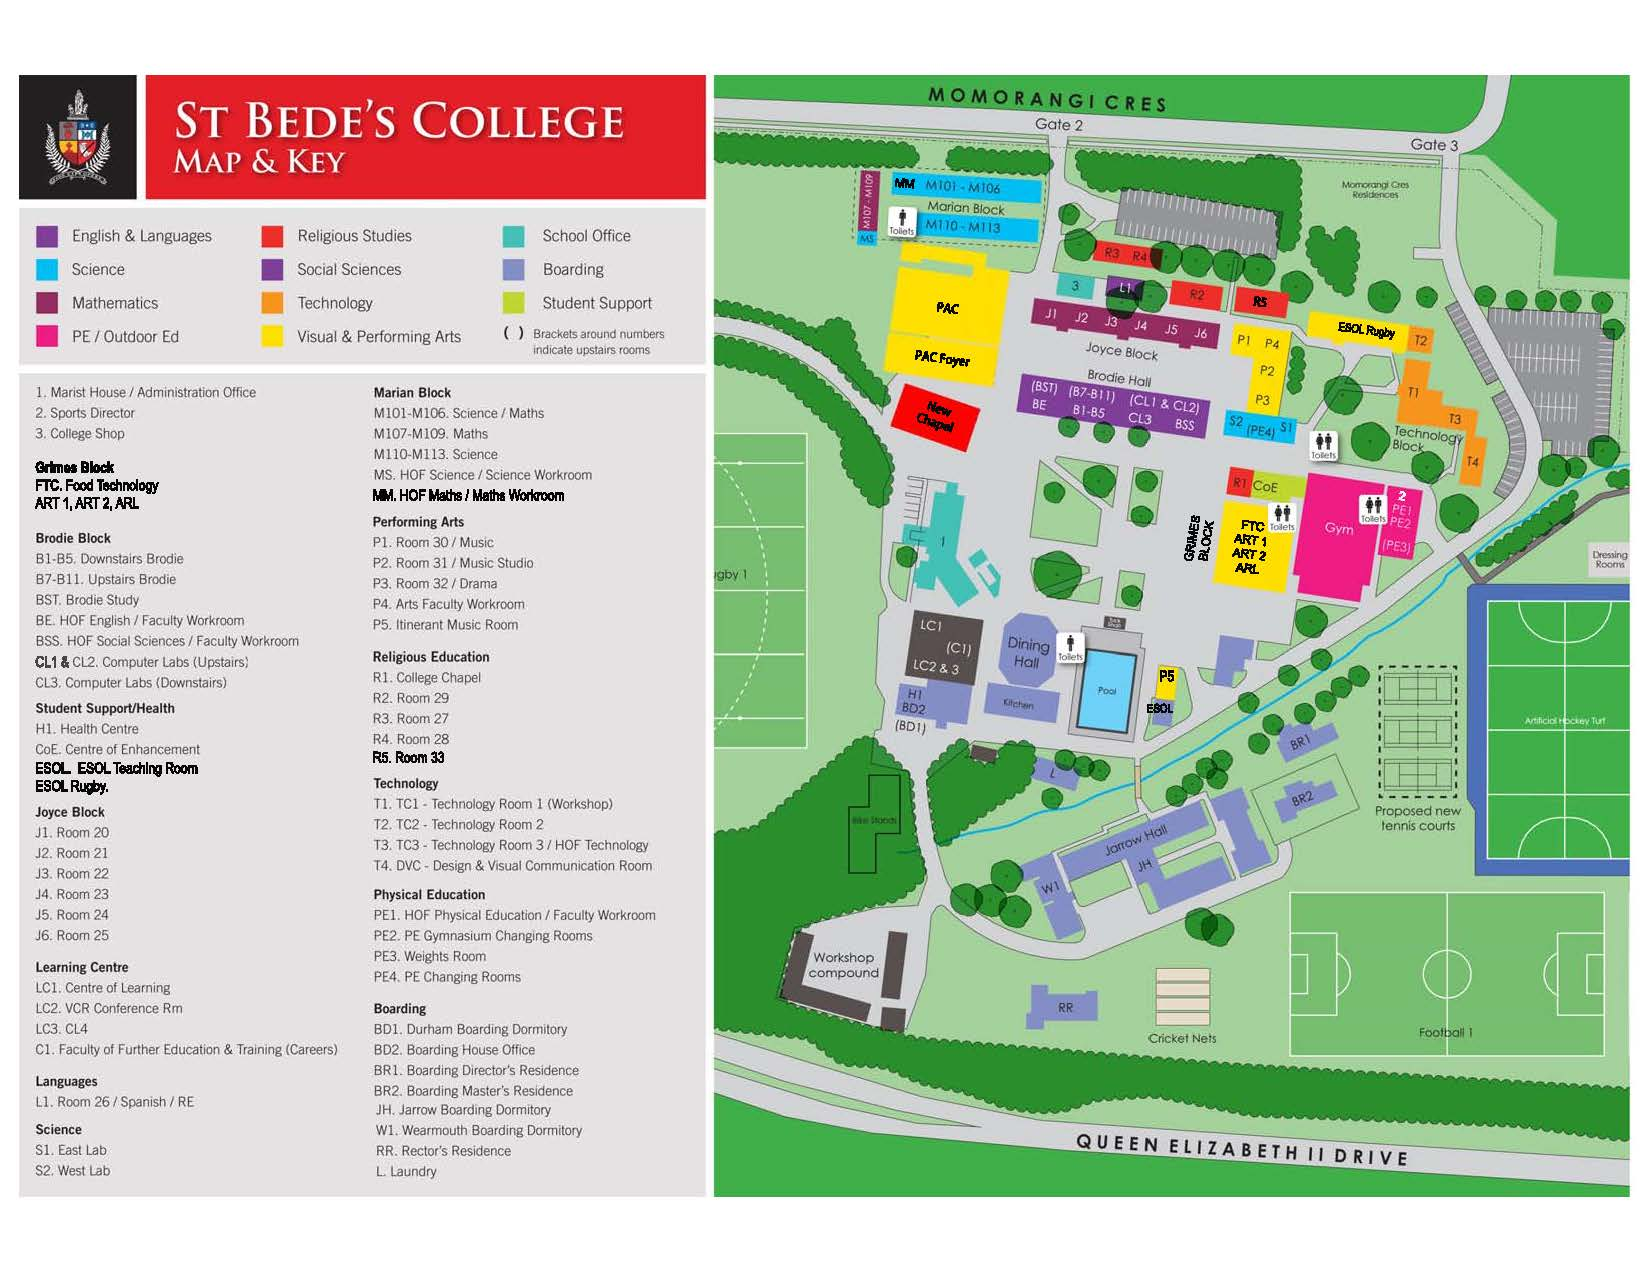 ST BEDE'S COLLEGE
MAP & KEY
English & Languages
Science
Mathematics
PE / Outdoor Ed
Religious Studies
Social Sciences
Technology
Visual & Performing Arts
School Office
Boarding
Student Support
( ) Brackets around numbers
indicate upstairs rooms
1. Marist House / Administration Office
2. Sports Director
3. College Shop
Grimes Block
FTC. Food Technology
ART 1, ART 2, ARL
Brodie Block
B1-B5. Downstairs Brodie
B7-B11. Upstairs Brodie
BST. Brodie Study
BE. HOF English / Faculty Workroom
BSS. HOF Social Sciences / Faculty Workroom
CL1 & CL2. Computer Labs (Upstairs)
CL3. Computer Labs (Downstairs)
Student Support/Health
H1. Health Centre
CoE. Centre of Enhancement
ESOL. ESOL Teaching Room
ESOL Rugby.
Joyce Block
J1. Room 20
J2. Room 21
J3. Room 22
J4. Room 23
J5. Room 24
J6. Room 25
Learning Centre
LC1. Centre of Learning
LC2. VCR Conference Rm
LC3. CL4
C1. Faculty of Further Education & Training (Careers)
Languages
L1. Room 26 / Spanish / RE
Science
S1. East Lab
S2. West Lab
Marian Block
M101-M106. Science / Maths
M107-M109. Maths
M110-M113. Science
MS. HOF Science / Science Workroom
MM. HOF Maths / Maths Workroom
Performing Arts
P1. Room 30 / Music
P2. Room 31 / Music Studio
P3. Room 32 / Drama
P4. Arts Faculty Workroom
P5. Itinerant Music Room
Religious Education
R1. College Chapel
R2. Room 29
R3. Room 27
R4. Room 28
R5. Room 33
Technology
T1. TC1 - Technology Room 1 (Workshop)
T2. TC2 - Technology Room 2
T3. TC3 - Technology Room 3 / HOF Technology
T4. DVC - Design & Visual Communication Room
Physical Education
PE1. HOF Physical Education / Faculty Workroom
PE2. PE Gymnasium Changing Rooms
PE3. Weights Room
PE4. PE Changing Rooms
Boarding
BD1. Durham Boarding Dormitory
BD2. Boarding House Office
BR1. Boarding Director's Residence
BR2. Boarding Master's Residence
JH. Jarrow Boarding Dormitory
W1. Wearmouth Boarding Dormitory
RR. Rector's Residence
L. Laundry
MOMORANGI CRES
Gate 2
Gate 3
Momorangi Cres
Residences
M107 - M109
MM M101 - M106
Marian Block
M110 - M113
Toilets
MS
R3 R4
3
L1
R2
R5
PAC
PAC Foyer
J1 J2 J3 J4 J5 J6
Joyce Block
P1 P4
P2
P3
ESOL Rugby
T2
T1
T3
Technology
Block
T4
Brodie Hall
(BST) (B7-B11) (CL1 & CL2)
BE B1-B5 CL3 BSS
New
Chapel
S2 (PE4) S1
Toilets
R1 CoE
GRIMES
BLOCK
FTC
ART 1
ART 2
ARL
Toilets
Gym
Toilets
2
PE1
PE2
(PE3)
Dressing
Rooms
ugby 1
1
LC1
(C1)
LC2 & 3
Dining
Hall
Toilets
Tuck
Shop
Kitchen
Pool
P5
ESOL
H1
BD2
(BD1)
L
BR1
BR2
Artificial Hockey Turf
Proposed new
tennis courts
Bike Stands
Jarrow Hall
JH
W1
Workshop
compound
RR
Cricket Nets
Football 1
QUEEN ELIZABETH II DRIVE